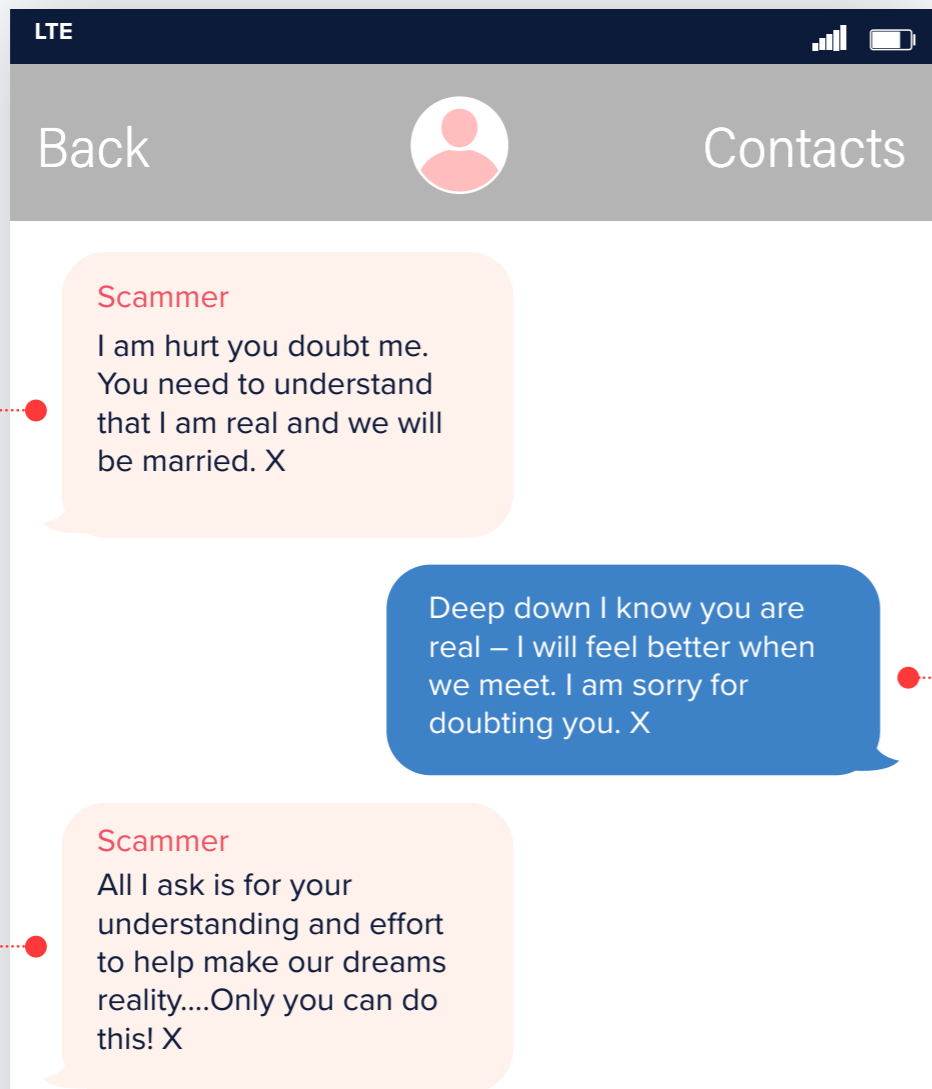 LTE
Back
Contacts
Scammer
I am hurt you doubt me.
You need to understand
that I am real and we will
be married. X
Deep down I know you are
real – I will feel better when
we meet. I am sorry for
doubting you. X
Scammer
All I ask is for your
understanding and effort
to help make our dreams
reality....Only you can do
this! X